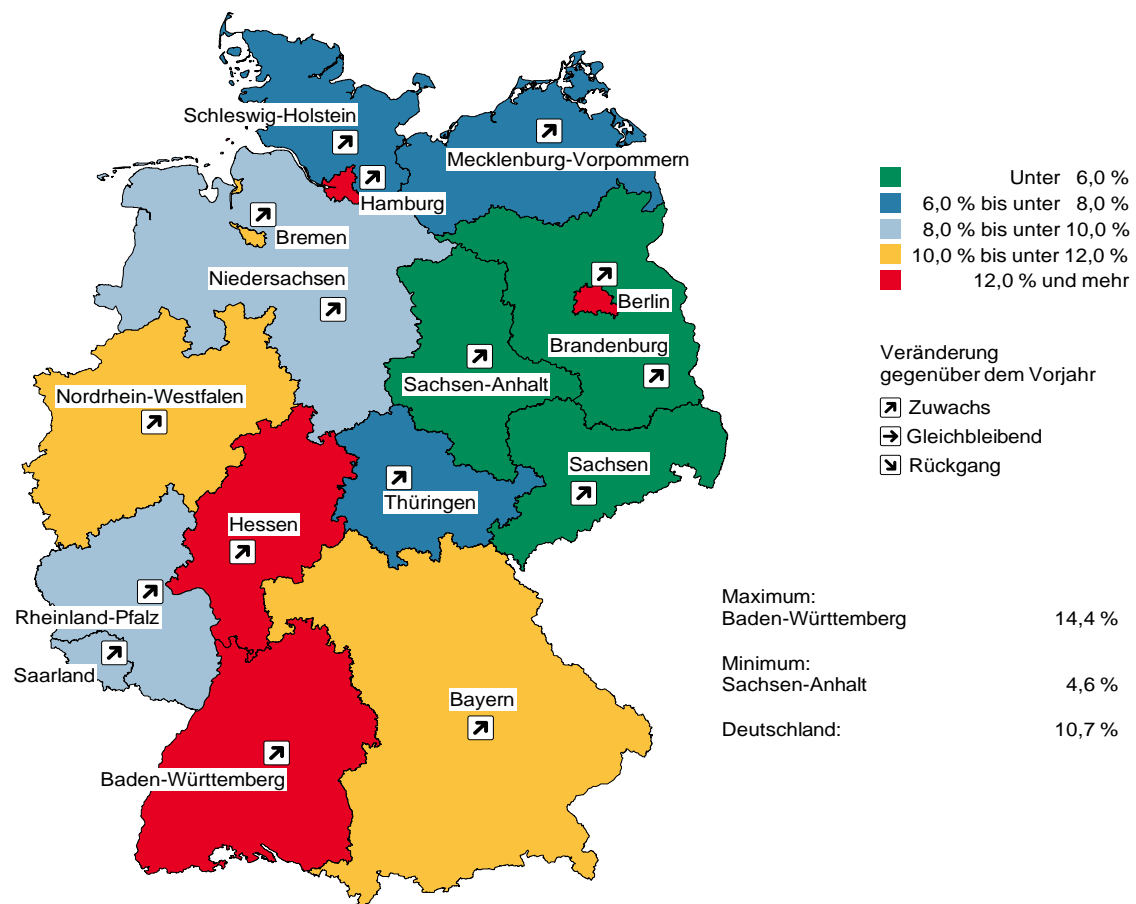 Schleswig-Holstein
Mecklenburg-Vorpommern
Hamburg
Bremen
Niedersachsen
Berlin
Brandenburg
Sachsen-Anhalt
Nordrhein-Westfalen
Sachsen
Thüringen
Hessen
Rheinland-Pfalz
Saarland
Bayern
Baden-Württemberg
Unter 6,0 %
6,0 % bis unter 8,0 %
8,0 % bis unter 10,0 %
10,0 % bis unter 12,0 %
12,0 % und mehr
Veränderung
gegenüber dem Vorjahr
Zuwachs
Gleichbleibend
Rückgang
Maximum:
Baden-Württemberg 14,4 %
Minimum:
Sachsen-Anhalt 4,6 %
Deutschland: 10,7 %